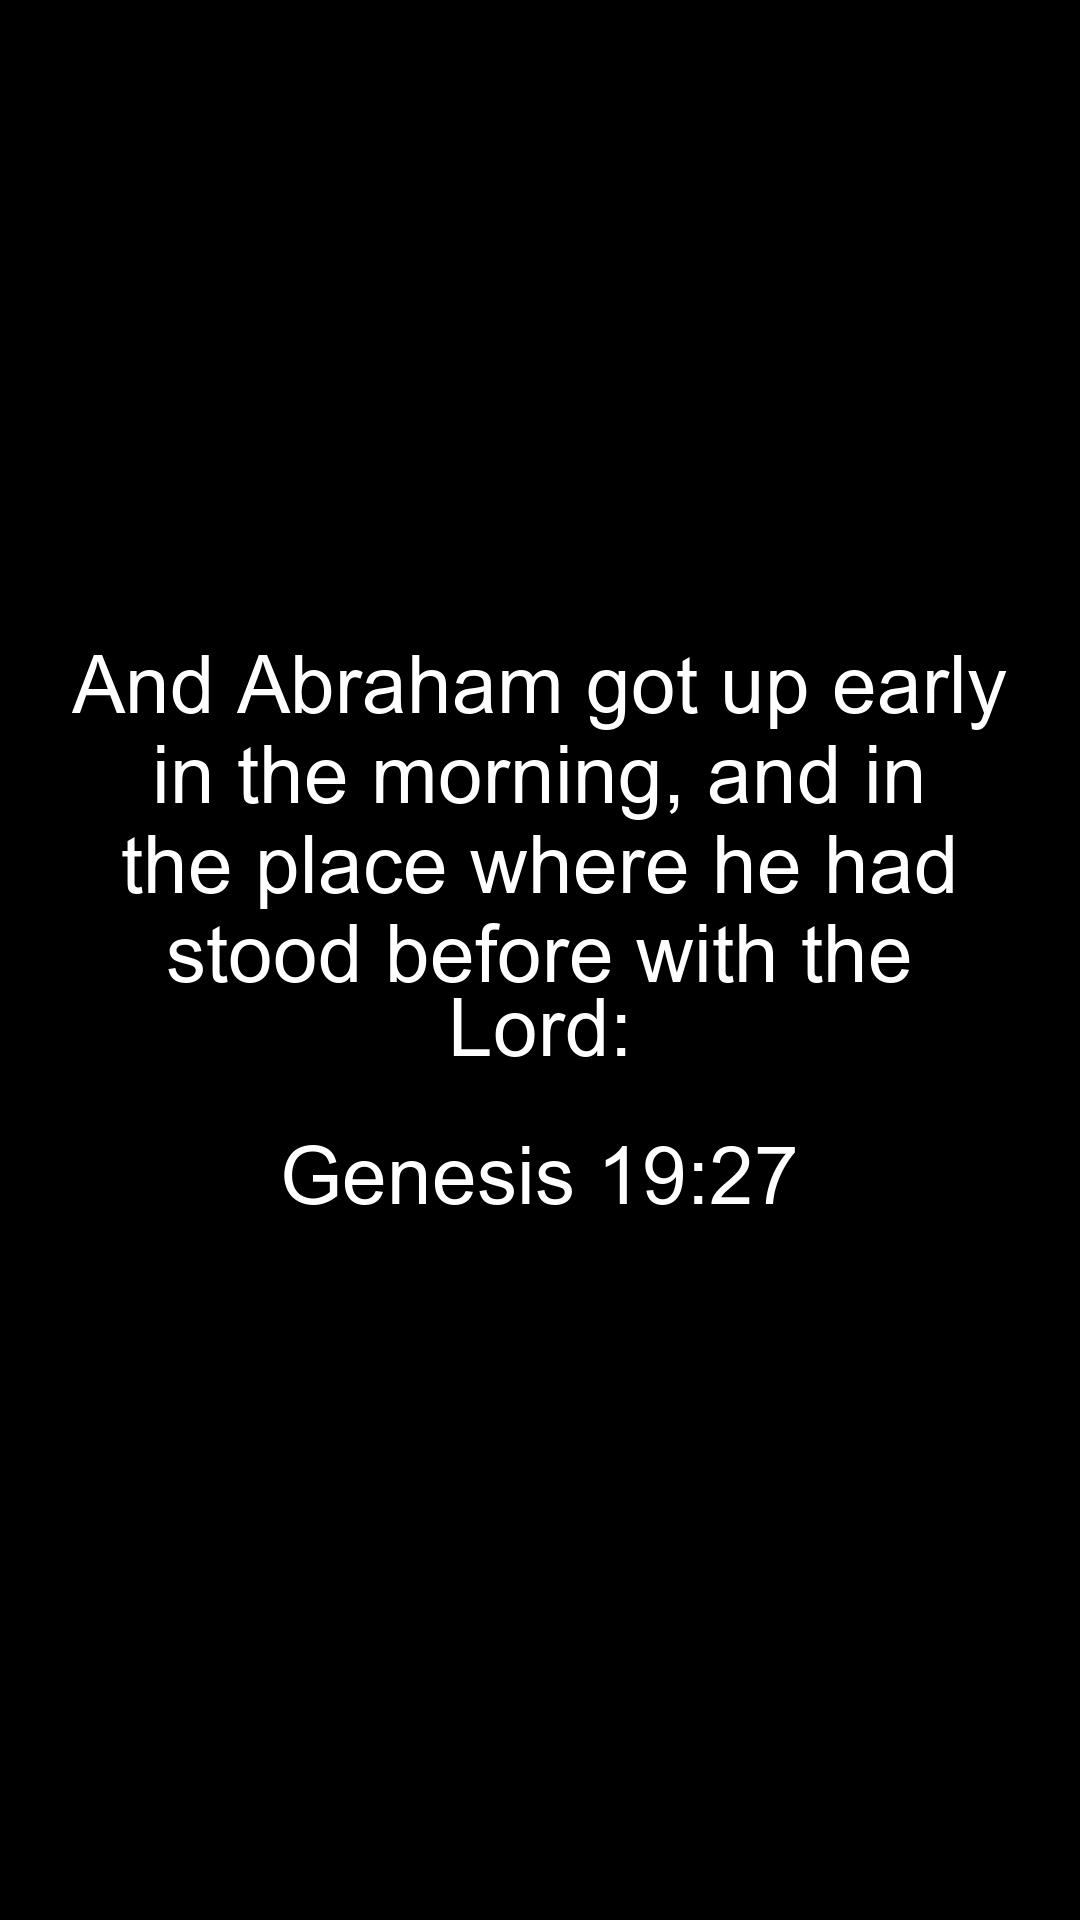 And Abraham got up early
in the morning, and in
the place where he had
stood before with the
Lord:
Genesis 19:27